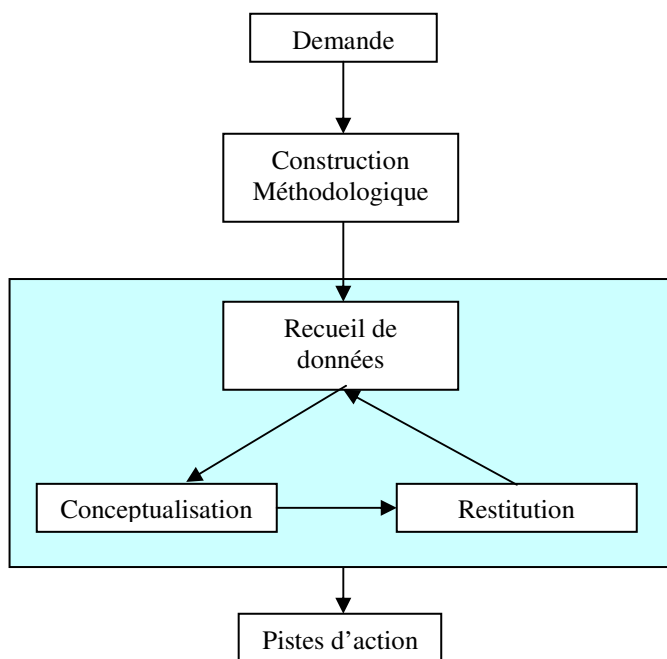 Demande
Construction
Méthodologique
Recueil de
données
Conceptualisation
Restitution
Pistes d’action